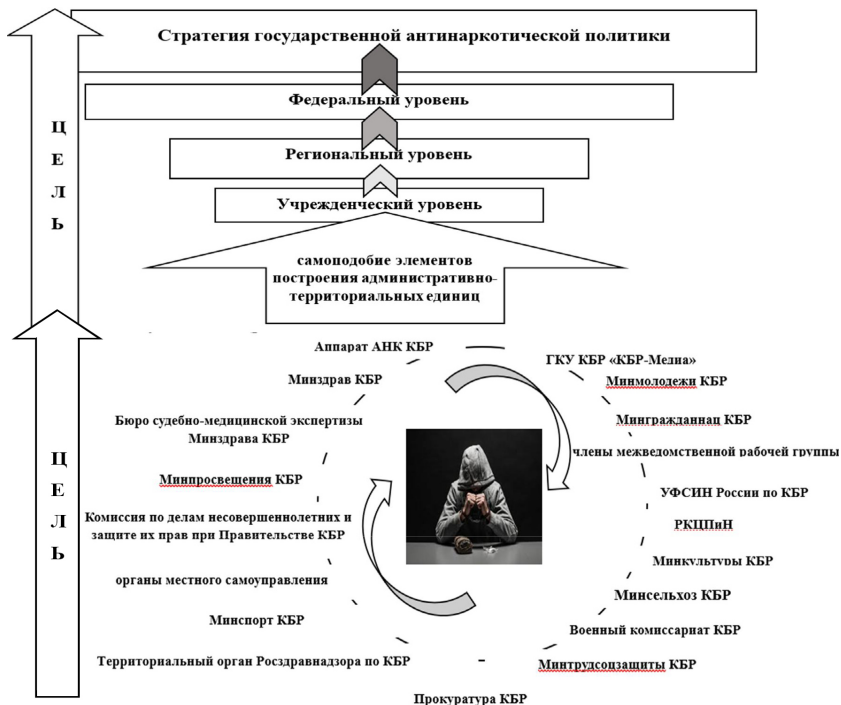 Стратегия государственной антинаркотической политики
Федеральный уровень
Региональный уровень
Учрежденческий уровень
самоподобие элементов
построения административно-
территориальных единиц
Ц
Е
Л
Ь
Ц
Е
Л
Ь
Аппарат АНК КБР
Минздрав КБР
Бюро судебно-медицинской экспертизы
Минздрава КБР
Минпросвещения КБР
Комиссия по делам несовершеннолетних и
защите их прав при Правительстве КБР
органы местного самоуправления
Минспорт КБР
Территориальный орган Росздравнадзора по КБР
Прокуратура КБР
ГКУ КБР «КБР-Медиа»
Минмолодежи КБР
Мингражданнац КБР
члены межведомственной рабочей группы
УФСИН России по КБР
РКЦПиН
Минкультуры КБР
Минсельхоз КБР
Военный комиссариат КБР
Минтрудсоцзащиты КБР